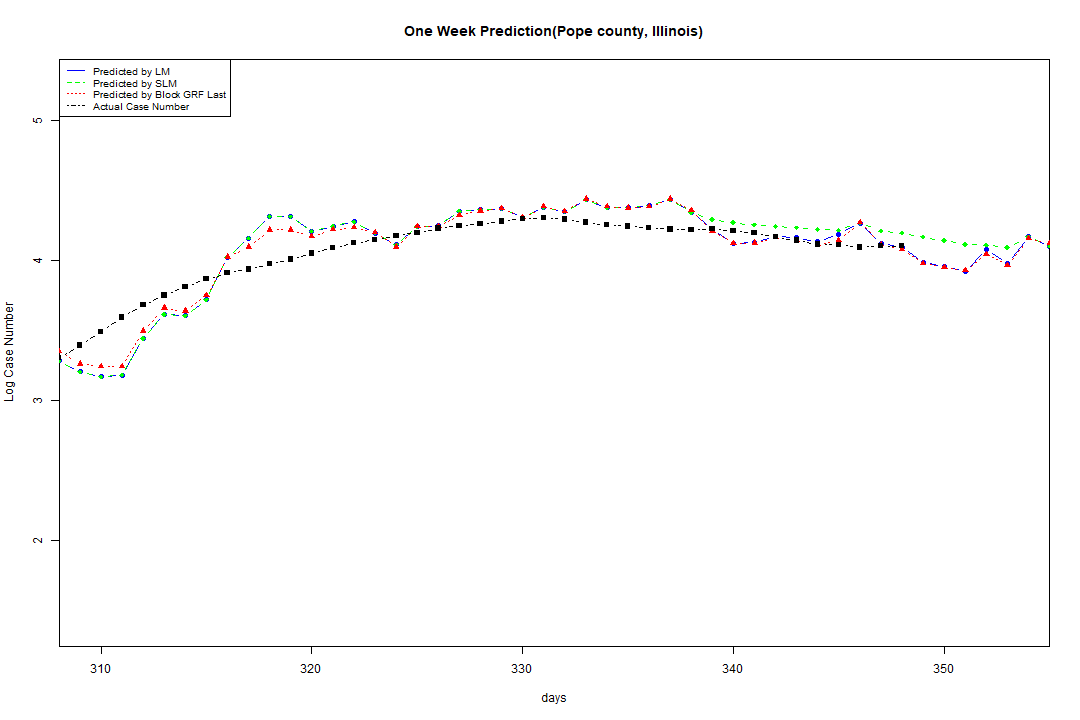 One Week Prediction(Pope county, Illinois)
Predicted by LM
Predicted by SLM
Predicted by Block GRF Last
Actual Case Number
5
4
3
2
Log Case Number
310 320 330 340 350
days